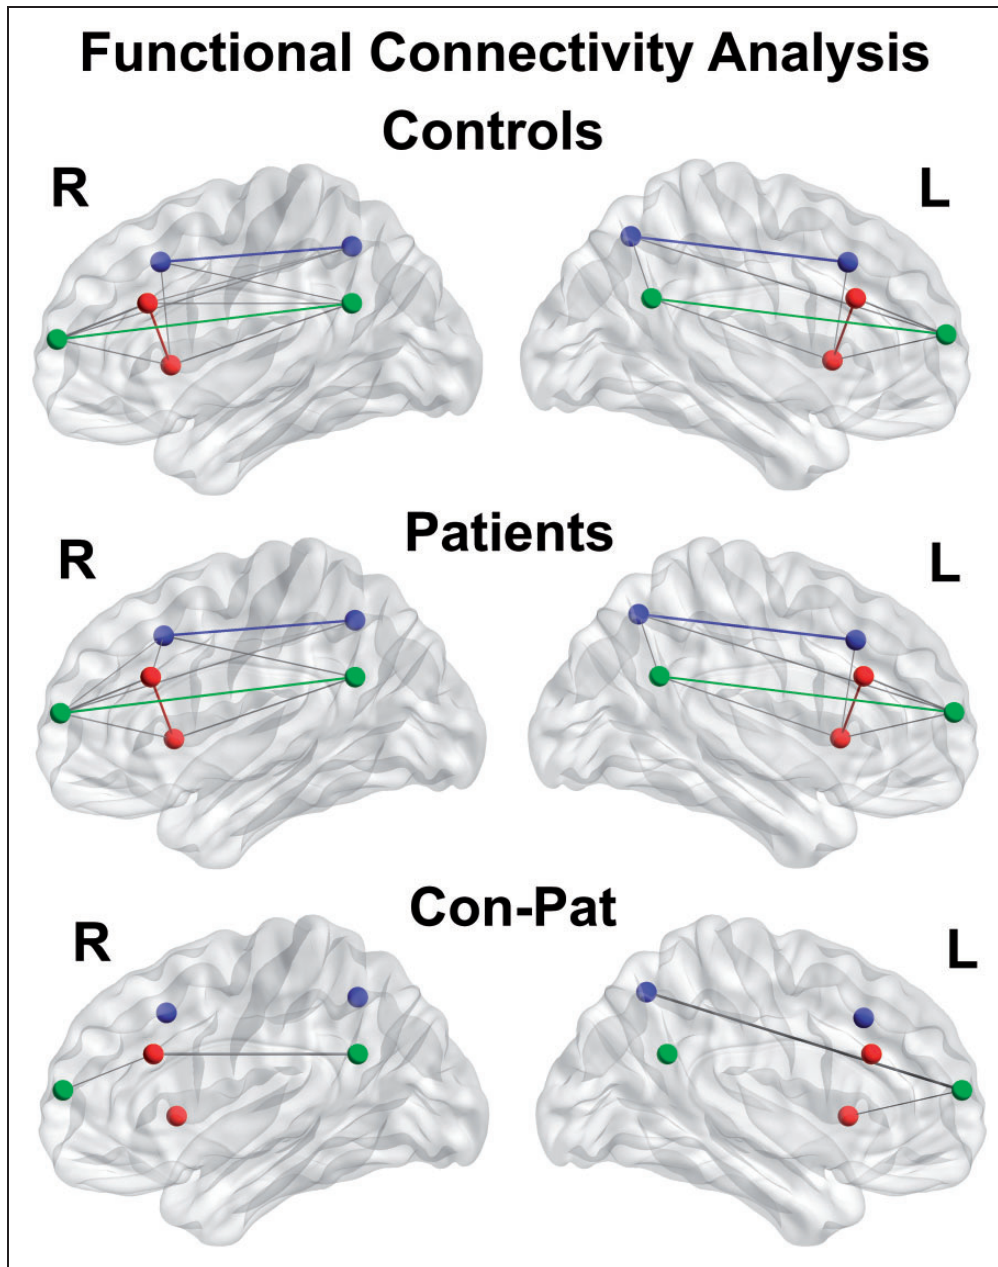 Functional Connectivity Analysis
Controls
R
L
Patients
R
L
Con-Pat
R
L